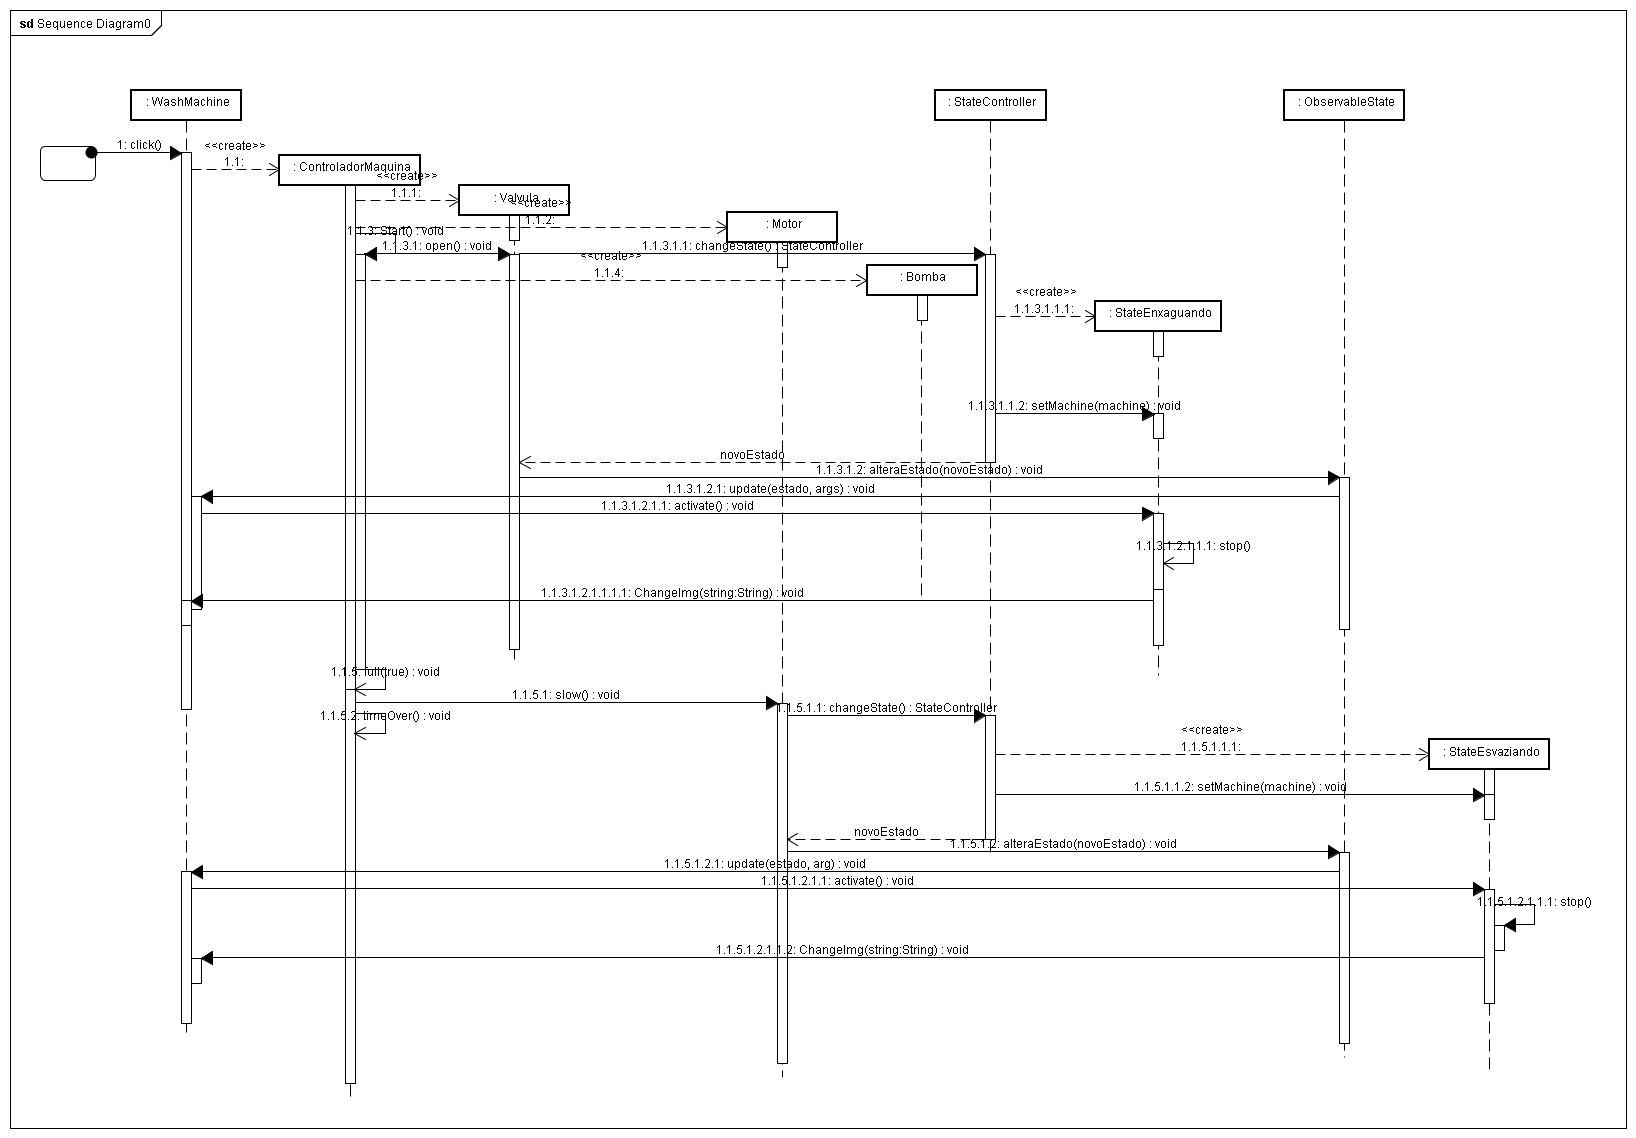 sd Sequence Diagram0
: WashMachine
: StateController
: ObservableState
1: click()
<<create>>
1.1:
: ControladorMaquina
<<create>>
1.1.1:
: Valvula
<<create>>
1.1.2:
: Motor
1.1.3: Start() : void
1.1.3.1: open() : void
1.1.3.1.1: changeState() : StateController
<<create>>
1.1.4:
: Bomba
<<create>>
1.1.3.1.1.1:
: StateEnxaguando
1.1.3.1.1.2: setMachine(machine) : void
novoEstado
1.1.3.1.2: alteraEstado(novoEstado) : void
1.1.3.1.2.1: update(estado, args) : void
1.1.3.1.2.1.1: activate() : void
1.1.3.1.2.1.1.1: stop()
1.1.3.1.2.1.1.1.1: ChangeImg(string:String) : void
1.1.5: full(true) : void
1.1.5.1: slow() : void
1.1.5.2: timeOver() : void
1.1.5.1.1: changeState() : StateController
<<create>>
1.1.5.1.1.1:
: StateEsvaziando
1.1.5.1.1.2: setMachine(machine) : void
novoEstado
1.1.5.1.2: alteraEstado(novoEstado) : void
1.1.5.1.2.1: update(estado, arg) : void
1.1.5.1.2.1.1: activate() : void
1.1.5.1.2.1.1.1: stop()
1.1.5.1.2.1.1.2: ChangeImg(string:String) : void